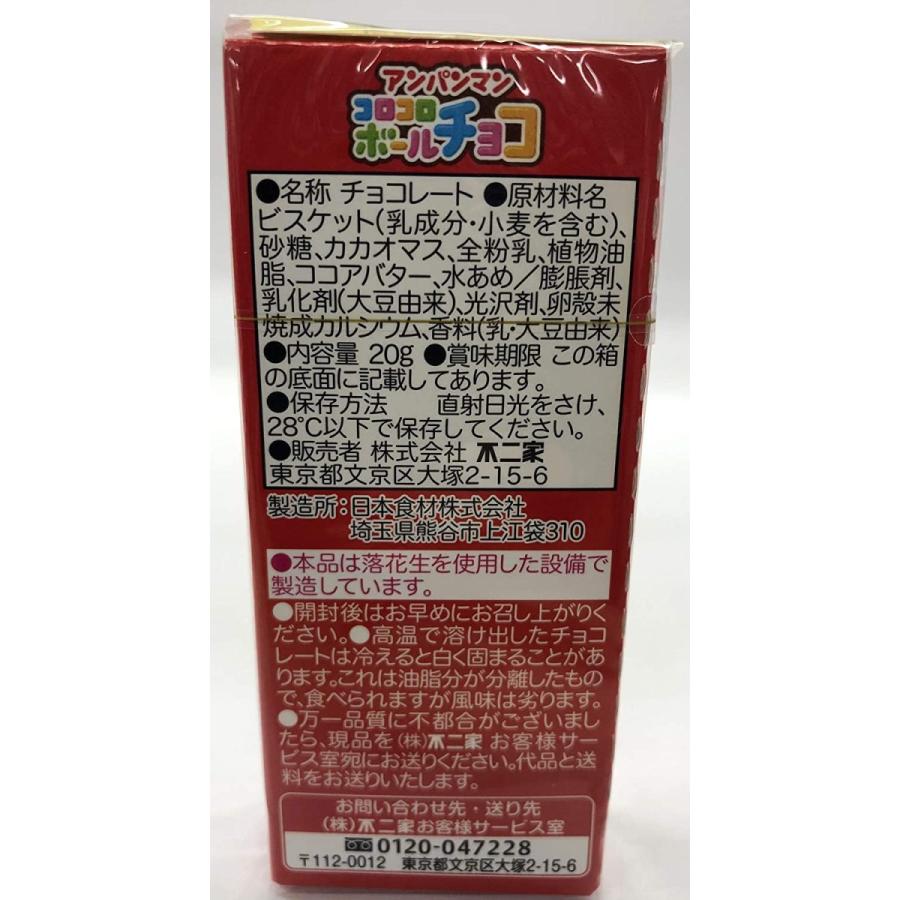 アンパンマン
コロコロ
ボールチョコ
●名称 チョコレート ●原材料名
ビスケット(乳成分・小麦を含む)、
砂糖、カカオマス、全粉乳、植物油
脂、ココアバター、水あめ／膨脹剤、
乳化剤(大豆由来)、光沢剤、卵殻未
焼成カルシウム、香料(乳・大豆由来)
●内容量 20g ●賞味期限 この箱
の底面に記載してあります。
●保存方法 直射日光をさけ、
28℃以下で保存してください。
●販売者 株式会社 不二家
東京都文京区大塚2-15-6
製造所：日本食材株式会社
埼玉県熊谷市上江袋310
●本品は落花生を使用した設備で
製造しています。
●開封後はお早めにお召し上がりく
ださい。●高温で溶け出したチョコ
レートは冷えると白く固まることがあ
ります。これは油脂分が分離したもの
で、食べられますが風味は劣ります。
●万一品質に不都合がございまし
たら、現品を(株)不二家 お客様サー
ビス室宛にお送りください。代品と送
料をお送りいたします。
お問い合わせ先・送り先
(株)不二家お客様サービス室
0120-047228
〒112-0012 東京都文京区大塚2-15-6